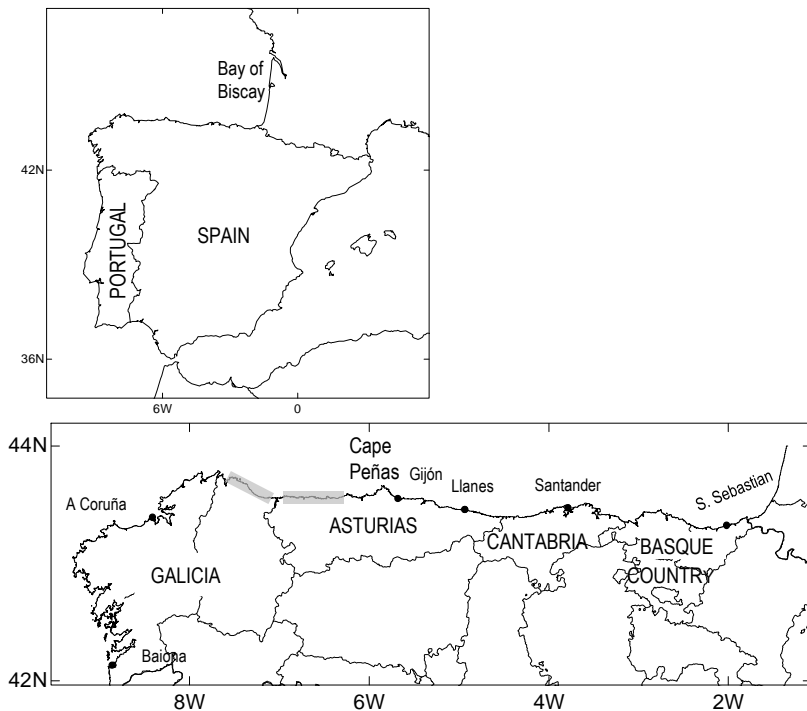 Bay of
Biscay
42N
SPAIN
PORTUGAL
36N
6W
0
44N
Cape
Peñas
Gijón
Llanes
Santander
S. Sebastian
A Coruña
ASTURIAS
CANTABRIA
BASQUE
COUNTRY
GALICIA
Baiona
42N
8W
6W
4W
2W